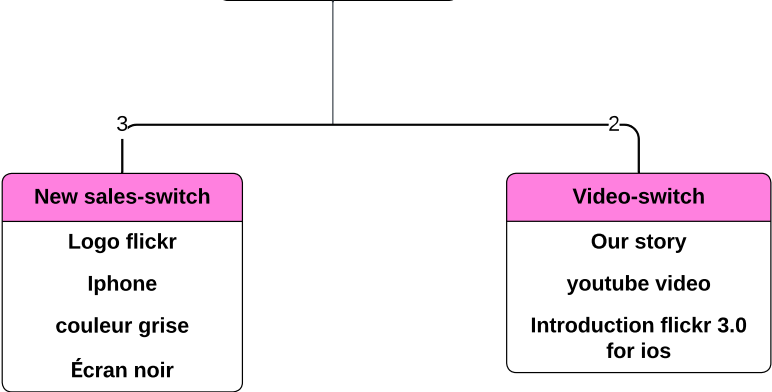 3
2
New sales-switch
Logo flickr
Iphone
couleur grise
Écran noir
Video-switch
Our story
youtube video
Introduction flickr 3.0
for ios